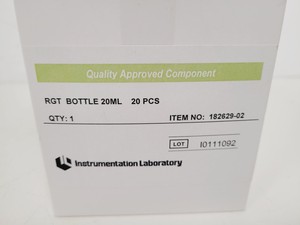 Quality Approved Component
RGT BOTTLE 20ML 20 PCS
QTY: 1 ITEM NO: 182629-02
LOT I0111092
Instrumentation Laboratory